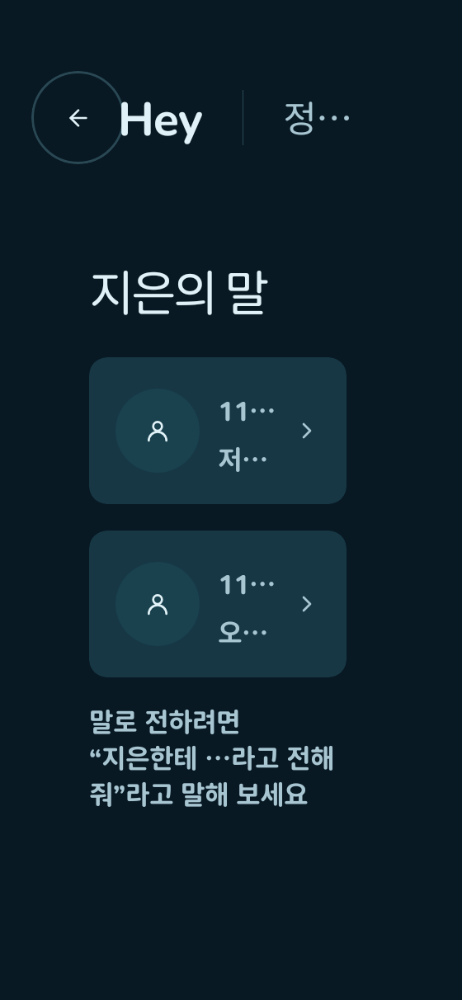 Hey
정…
지은의 말
11…
저…
11…
오…
말로 전하려면
“지은한테 …라고 전해
줘”라고 말해 보세요